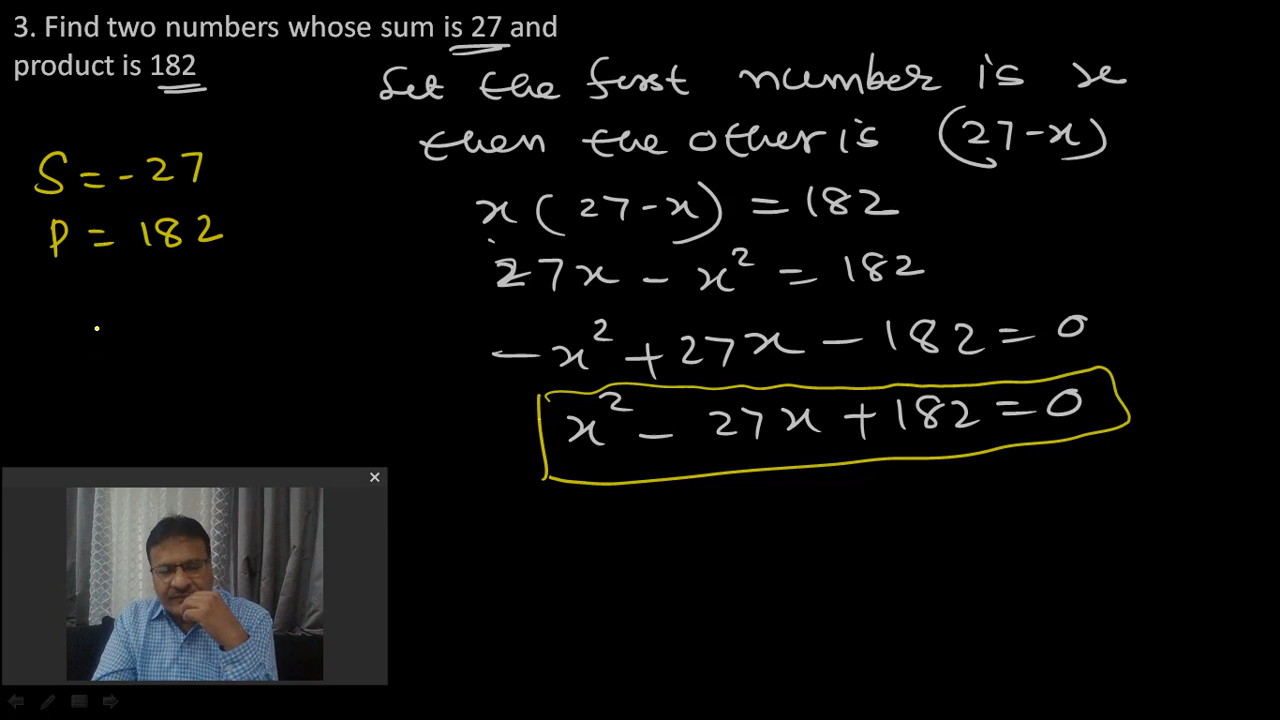 3. Find two numbers whose sum is 27 and
product is 182
Let the first number is x
then the other is (27-x)
x(27-x) = 182
27x - x² = 182
-x² + 27x - 182 = 0
x² - 27x + 182 = 0
S = -27
P = 182